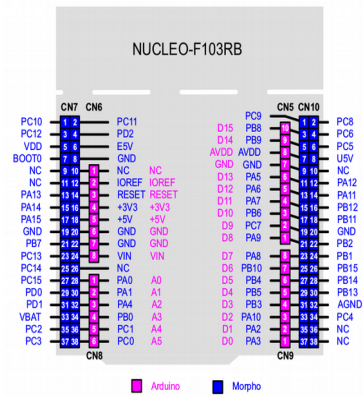 NUCLEO-F103RB
CN7 CN6 CN5 CN10
PC10 1 2 PC11 PC9 1 2 PC8
PC12 3 4 PD2 D15 PB8 10 3 4 PC6
VDD 5 6 E5V D14 PB9 9 5 6 PC5
BOOT0 7 8 GND AVDD AVDD 8 7 8 U5V
NC 9 10 1 NC NC GND GND 7 9 10 NC
NC 11 12 2 IOREF IOREF D13 PA5 6 11 12 PA12
PA13 13 14 3 RESET RESET D12 PA6 5 13 14 PA11
PA14 15 16 4 +3V3 +3V3 D11 PA7 4 15 16 PB12
PA15 17 18 5 +5V +5V D10 PB6 3 17 18 PB11
GND 19 20 6 GND GND D9 PC7 2 19 20 GND
PB7 21 22 7 GND GND D8 PA9 1 21 22 PB2
PC13 23 24 8 VIN VIN D7 PA8 8 23 24 PB1
PC14 25 26 NC D6 PB10 7 25 26 PB15
PC15 27 28 1 PA0 A0 D5 PB4 6 27 28 PB14
PD0 29 30 2 PA1 A1 D4 PB5 5 29 30 PB13
PD1 31 32 3 PA4 A2 D3 PB3 4 31 32 AGND
VBAT 33 34 4 PB0 A3 D2 PA10 3 33 34 PC4
PC2 35 36 5 PC1 A4 D1 PA2 2 35 36 NC
PC3 37 38 6 PC0 A5 D0 PA3 1 37 38 NC
CN8 CN9
Arduino Morpho